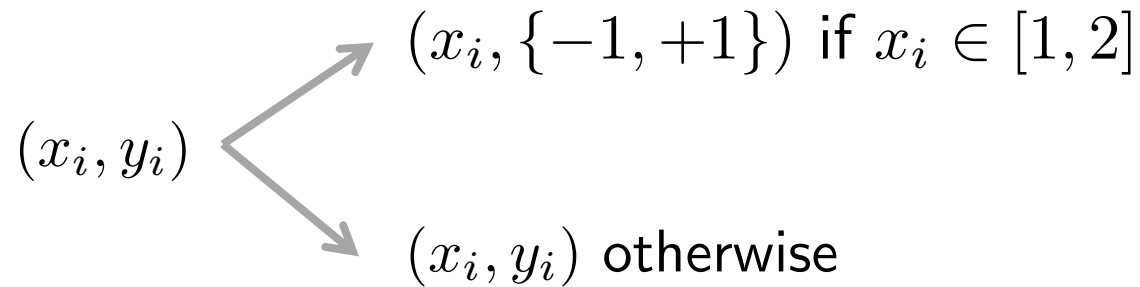 (x_i, {−1, +1}) if x_i ∈ [1, 2]
(x_i, y_i)
(x_i, y_i) otherwise